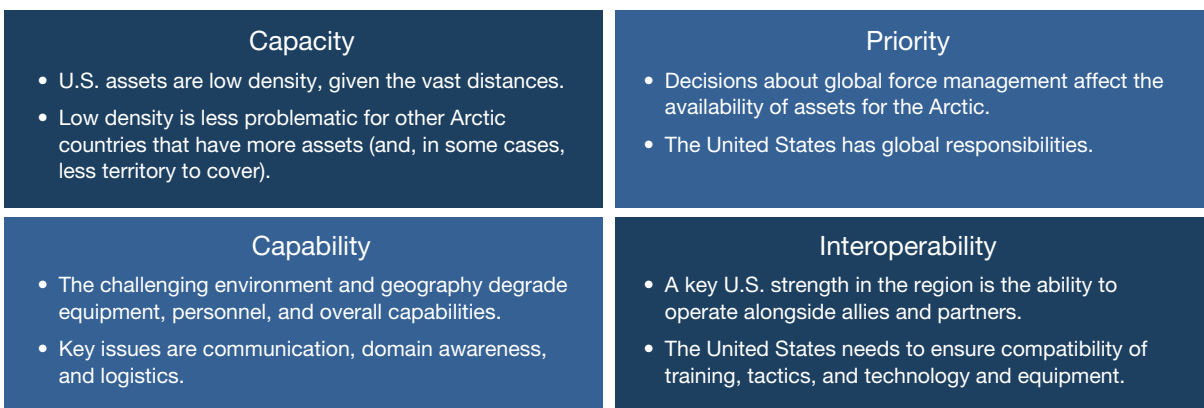 Capacity
• U.S. assets are low density, given the vast distances.
• Low density is less problematic for other Arctic
countries that have more assets (and, in some cases,
less territory to cover).
Priority
• Decisions about global force management affect the
availability of assets for the Arctic.
• The United States has global responsibilities.
Capability
• The challenging environment and geography degrade
equipment, personnel, and overall capabilities.
• Key issues are communication, domain awareness,
and logistics.
Interoperability
• A key U.S. strength in the region is the ability to
operate alongside allies and partners.
• The United States needs to ensure compatibility of
training, tactics, and technology and equipment.